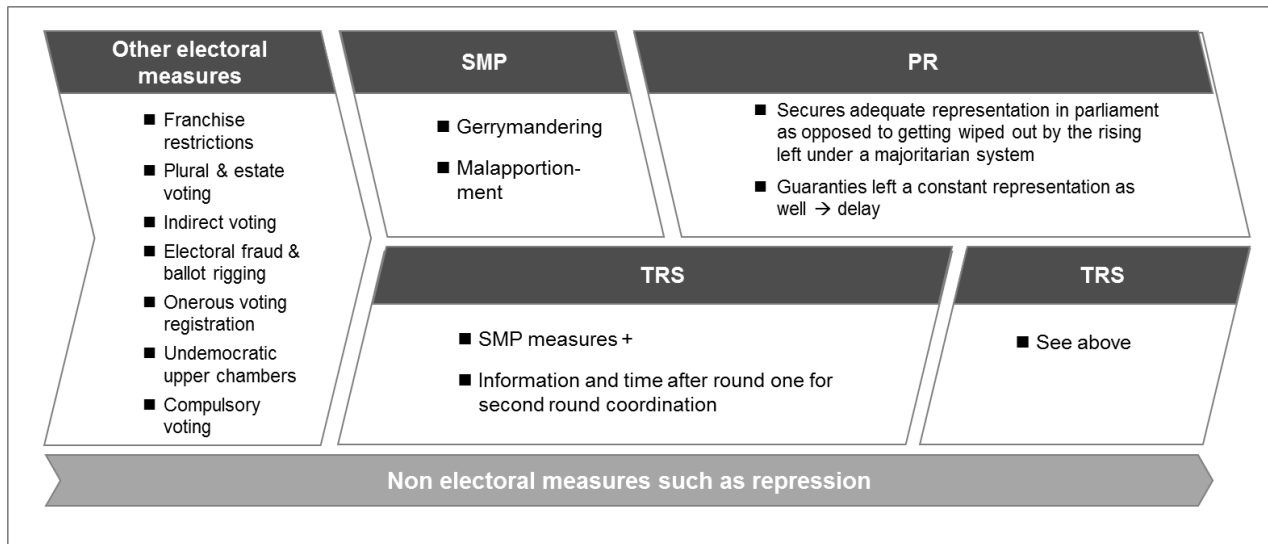 Other electoral
measures
■ Franchise
restrictions
■ Plural & estate
voting
■ Indirect voting
■ Electoral fraud &
ballot rigging
■ Onerous voting
registration
■ Undemocratic
upper chambers
■ Compulsory
voting
SMP
■ Gerrymandering
■ Malapportion-
ment
PR
■ Secures adequate representation in parliament
as opposed to getting wiped out by the rising
left under a majoritarian system
■ Guaranties left a constant representation as
well → delay
TRS
■ SMP measures +
■ Information and time after round one for
second round coordination
TRS
■ See above
Non electoral measures such as repression